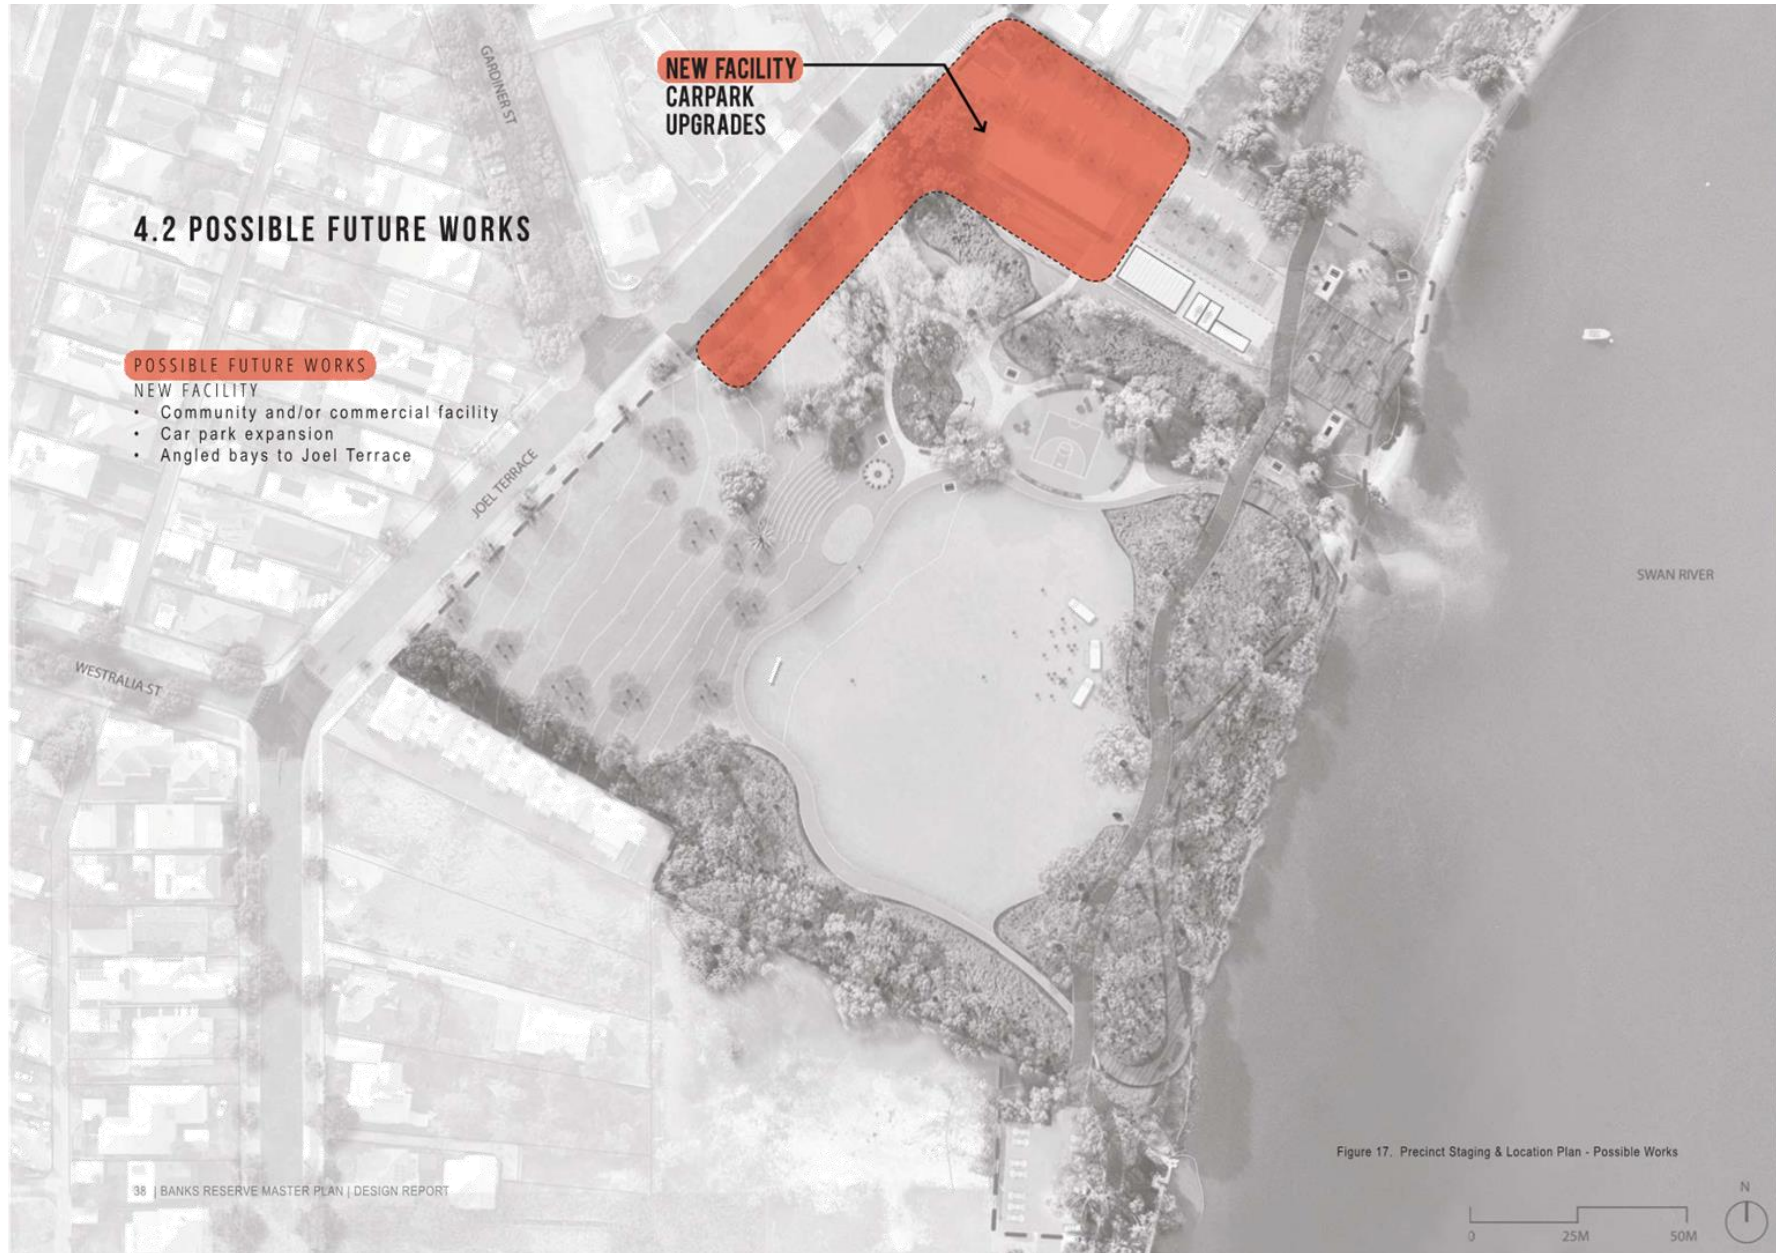 GARDINER ST
NEW FACILITY
CARPARK
UPGRADES
4.2 POSSIBLE FUTURE WORKS
POSSIBLE FUTURE WORKS
NEW FACILITY
• Community and/or commercial facility
• Car park expansion
• Angled bays to Joel Terrace
JOEL TERRACE
SWAN RIVER
WESTRALIA ST
Figure 17. Precinct Staging & Location Plan - Possible Works
38 | BANKS RESERVE MASTER PLAN | DESIGN REPORT
N
0 25M 50M